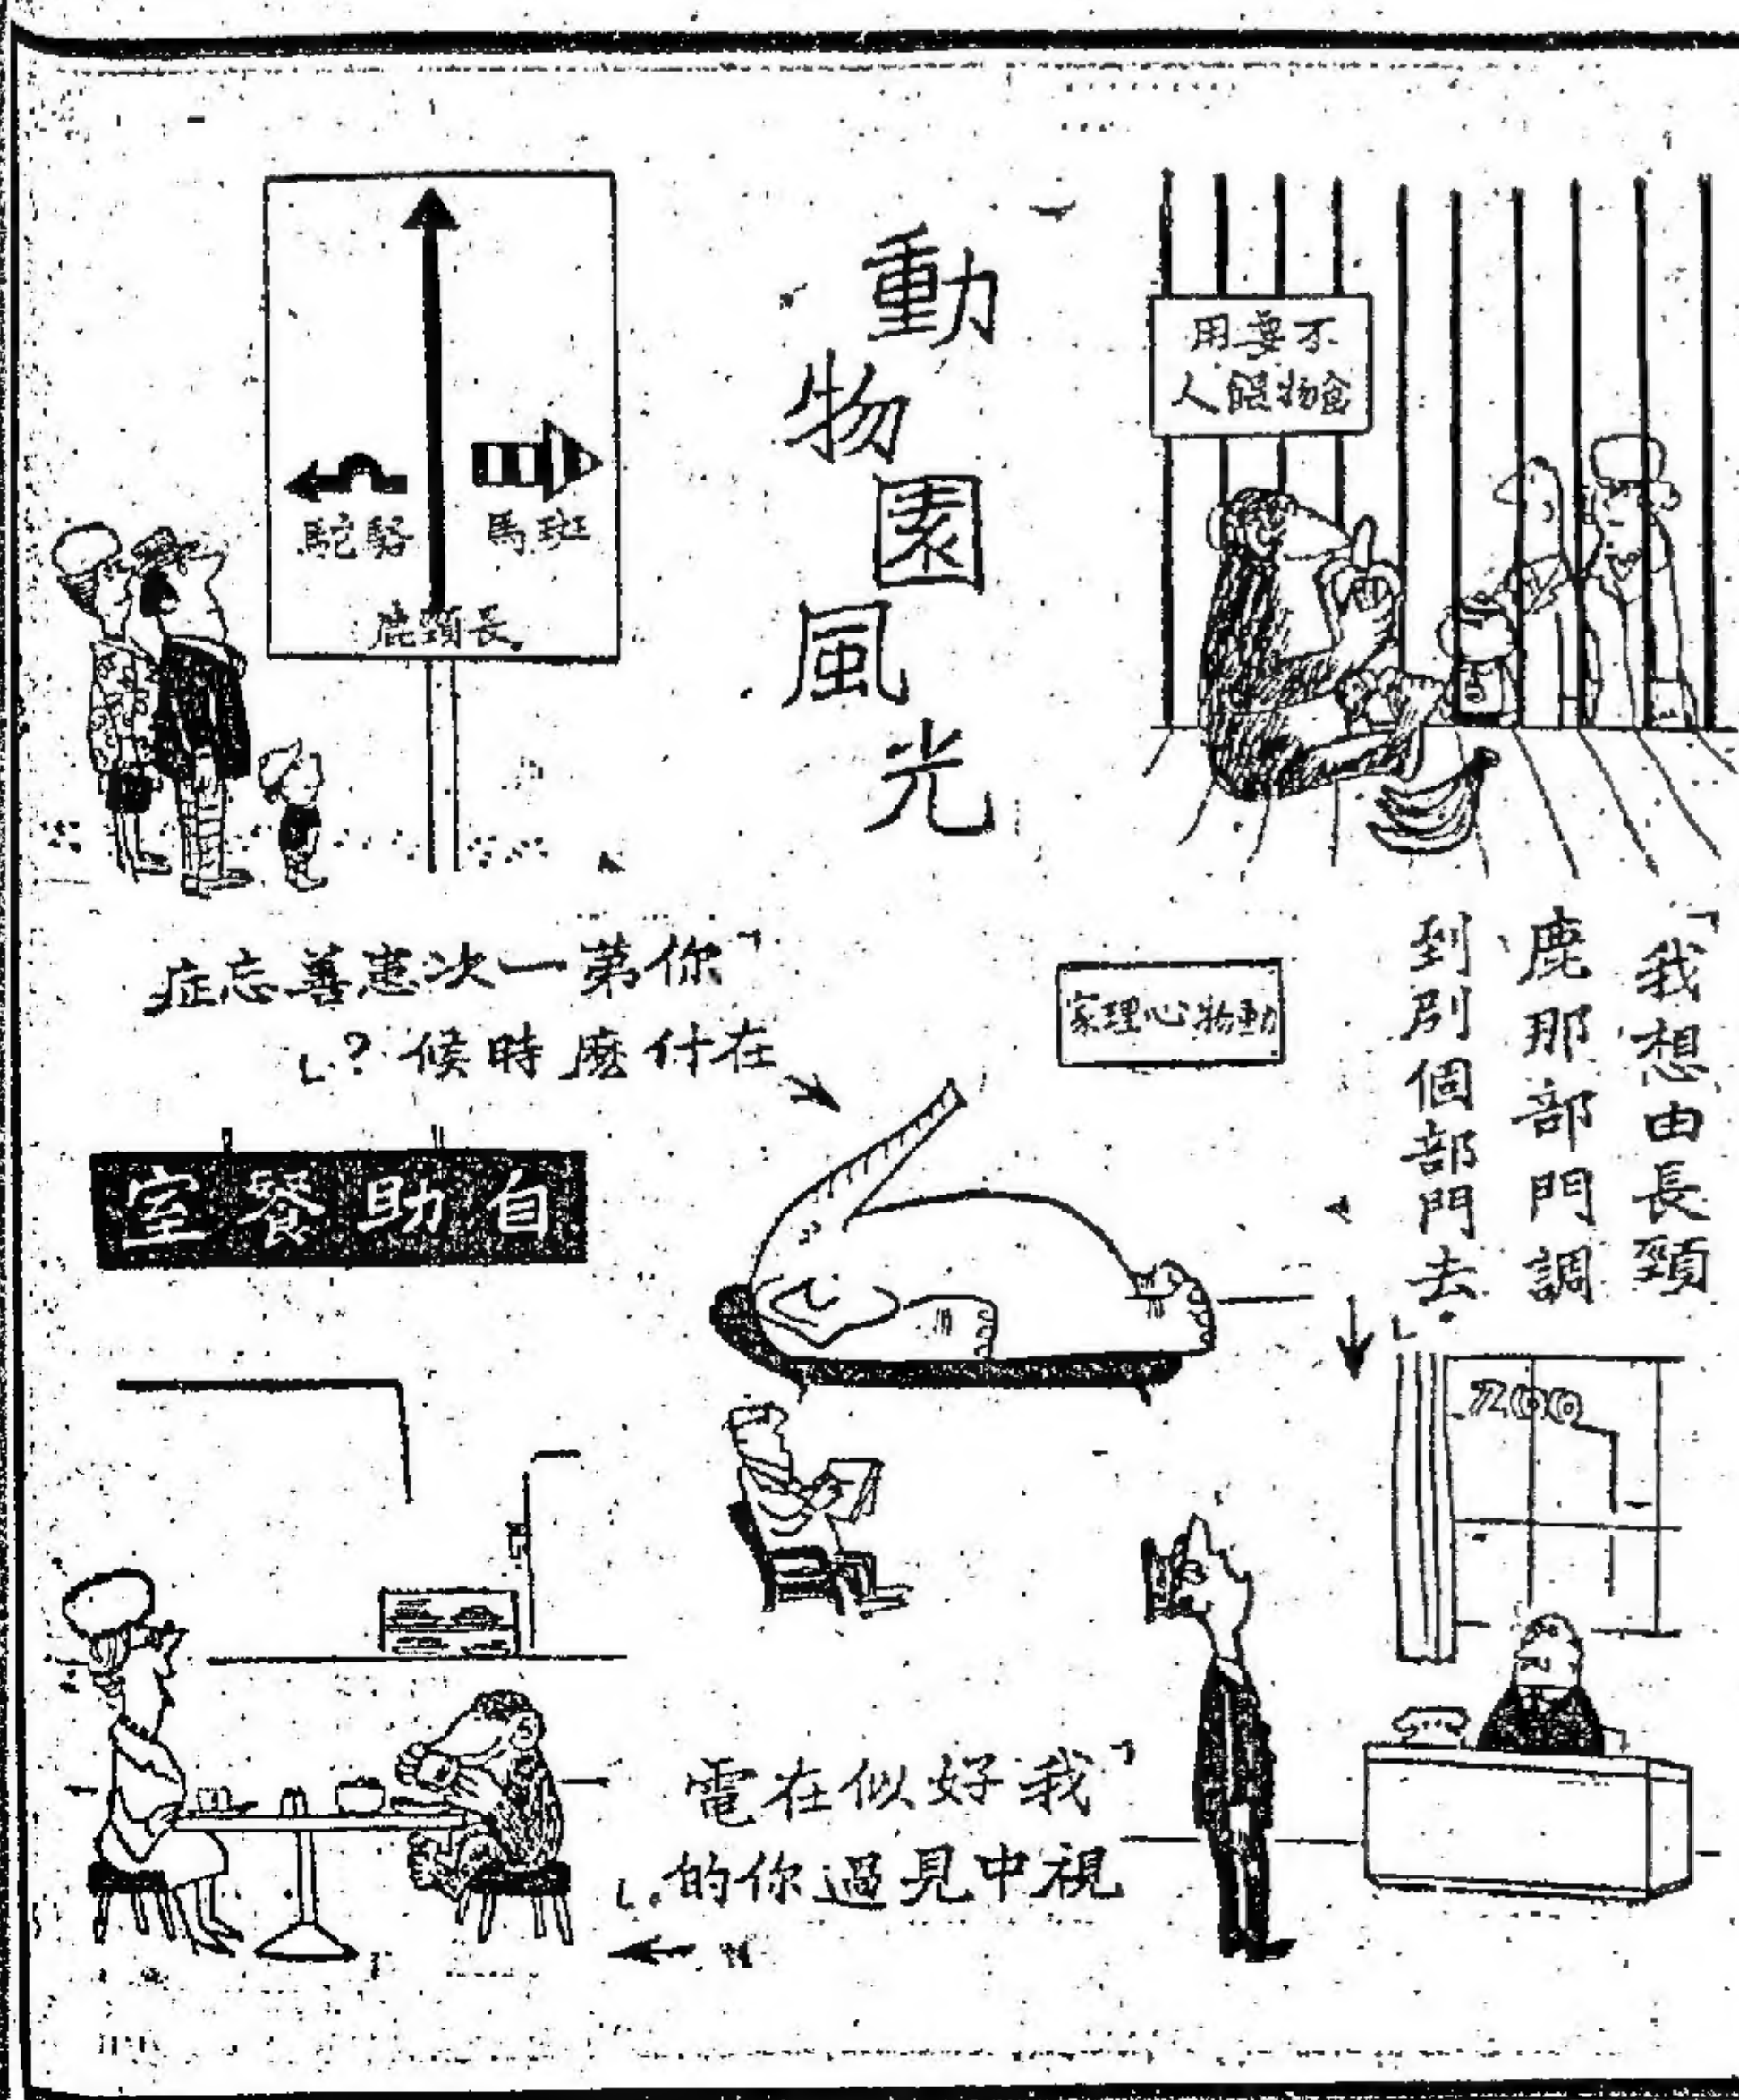 動物園風光
不要用
食物餵人
斑馬
駱駝
長頸鹿
「我想由長頸
鹿那部門調
到別個部門去。」
動物心理家
「你第一次患善忘症
在什麽時候?」
自助餐室
ZOO
「我好似在電
視中見過你的。」